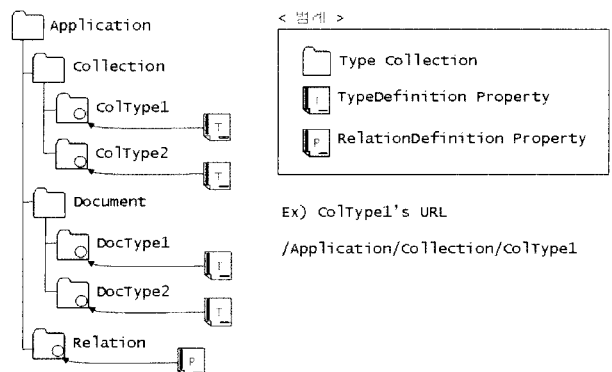 Application
Collection
ColType1
T
ColType2
T
Document
DocType1
T
DocType2
T
Relation
P
< 범례 >
Type Collection
T
TypeDefinition Property
P
RelationDefinition Property
Ex) ColType1's URL
/Application/Collection/ColType1